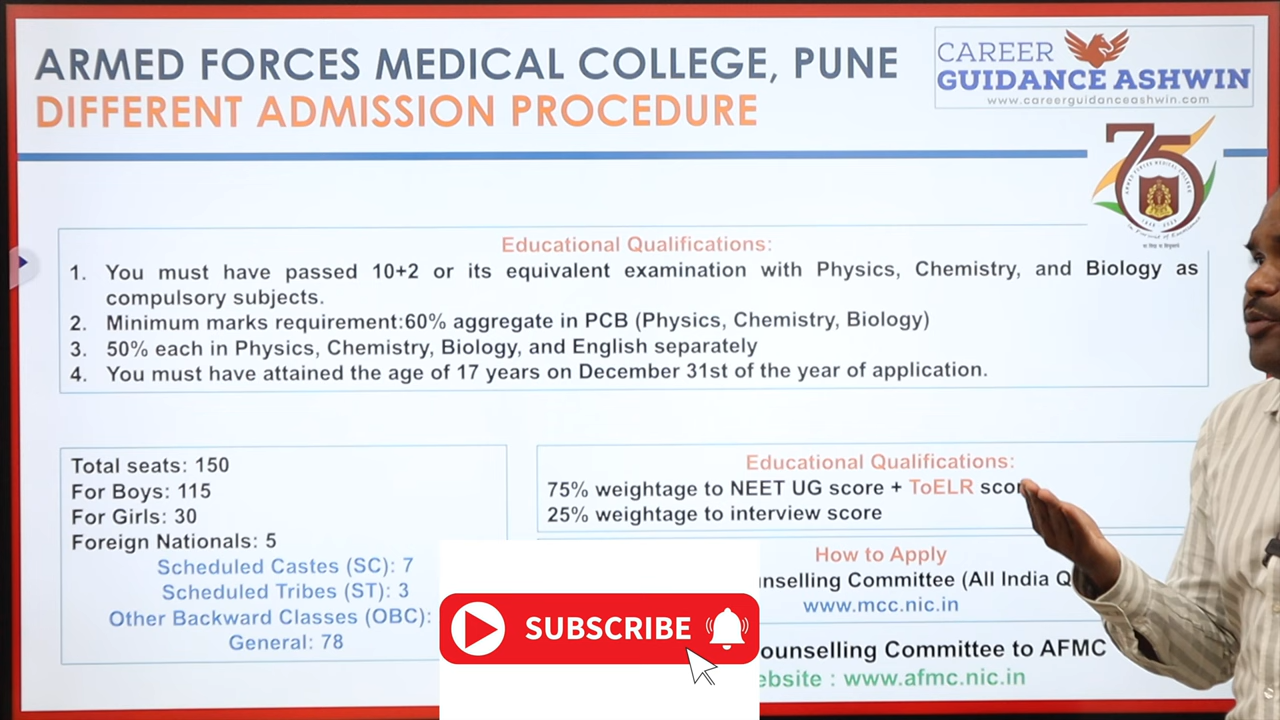 ARMED FORCES MEDICAL COLLEGE, PUNE
DIFFERENT ADMISSION PROCEDURE
CAREER
GUIDANCE ASHWIN
www.careerguidanceashwin.com
75
Educational Qualifications:
1. You must have passed 10+2 or its equivalent examination with Physics, Chemistry, and Biology as
compulsory subjects.
2. Minimum marks requirement:60% aggregate in PCB (Physics, Chemistry, Biology)
3. 50% each in Physics, Chemistry, Biology, and English separately
4. You must have attained the age of 17 years on December 31st of the year of application.
Total seats: 150
For Boys: 115
For Girls: 30
Foreign Nationals: 5
Scheduled Castes (SC): 7
Scheduled Tribes (ST): 3
Other Backward Classes (OBC):
General: 78
Educational Qualifications:
75% weightage to NEET UG score + ToELR
25% weightage to interview score
How to Apply
Committee (All India
www.mcc.nic.in
Committee to AFMC
: www.afmc.nic.in
SUBSCRIBE